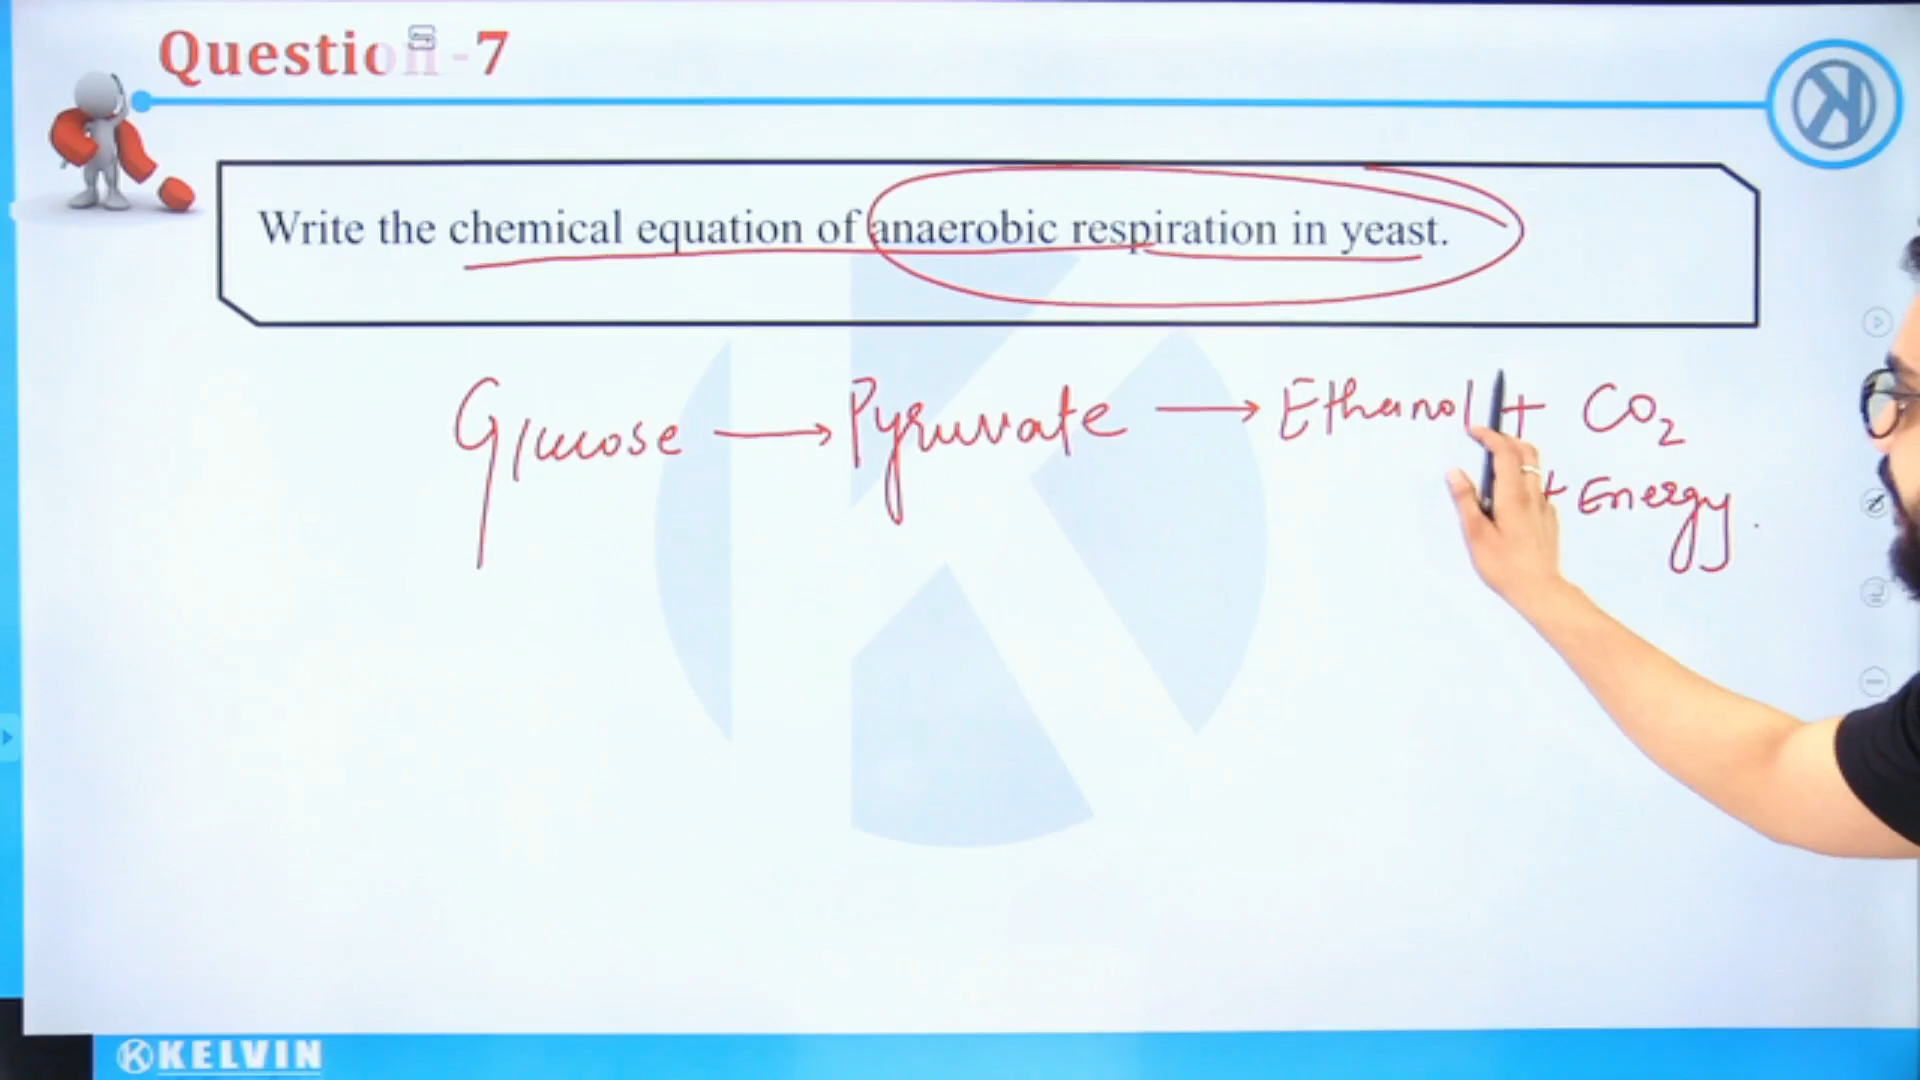 Question-7
Write the chemical equation of anaerobic respiration in yeast.
Glucose → Pyruvate → Ethanol + CO₂
+ Energy.
KELVIN